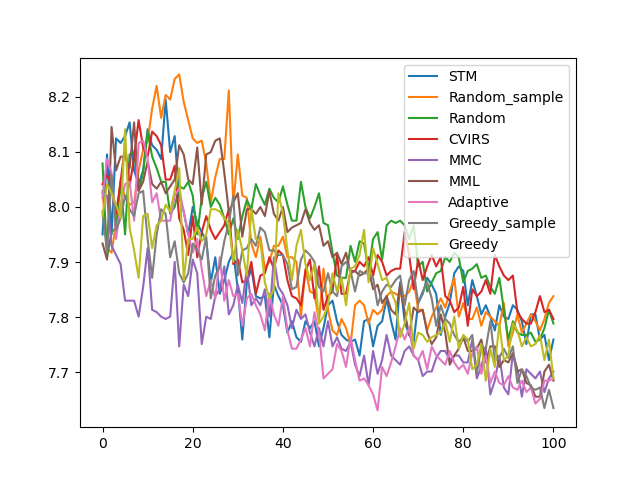 8.2
8.1
8.0
7.9
7.8
7.7
0
20
40
60
80
100
STM
Random_sample
Random
CVIRS
MMC
MML
Adaptive
Greedy_sample
Greedy